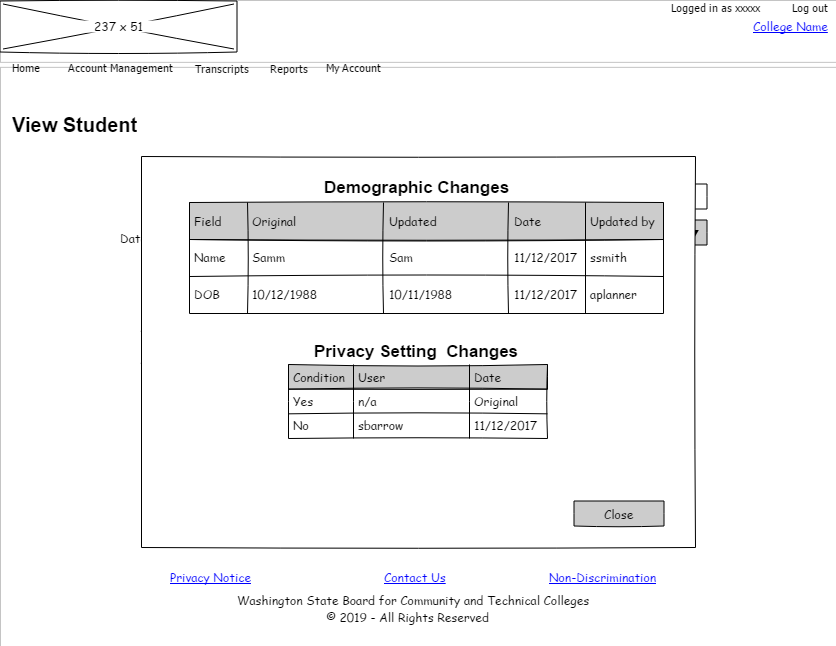 237 x 51
Logged in as xxxxx Log out
College Name
Home Account Management Transcripts Reports My Account
View Student
Demographic Changes
Field Original Updated Date Updated by
Dat
Name Samm Sam 11/12/2017 ssmith
DOB 10/12/1988 10/11/1988 11/12/2017 aplanner
Privacy Setting Changes
Condition User Date
Yes n/a Original
No sbarrow 11/12/2017
Close
Privacy Notice Contact Us Non-Discrimination
Washington State Board for Community and Technical Colleges
© 2019 - All Rights Reserved